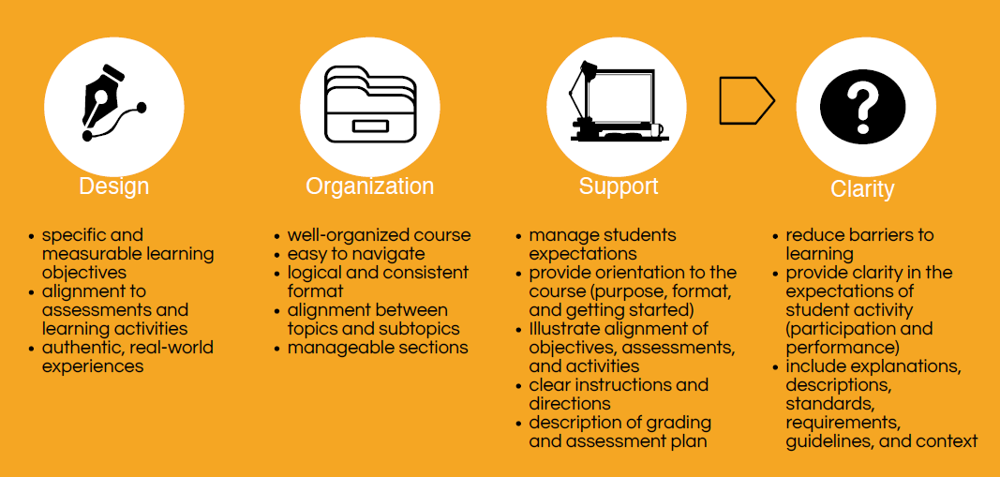 Design
• specific and
measurable learning
objectives
• alignment to
assessments and
learning activities
• authentic, real-world
experiences
Organization
• well-organized course
• easy to navigate
• logical and consistent
format
• alignment between
topics and subtopics
• manageable sections
Support
• manage students
expectations
• provide orientation to the
course (purpose, format,
and getting started)
• Illustrate alignment of
objectives, assessments,
and activities
• clear instructions and
directions
• description of grading
and assessment plan
?
Clarity
• reduce barriers to
learning
• provide clarity in the
expectations of
student activity
(participation and
performance)
• include explanations,
descriptions,
standards,
requirements,
guidelines, and context